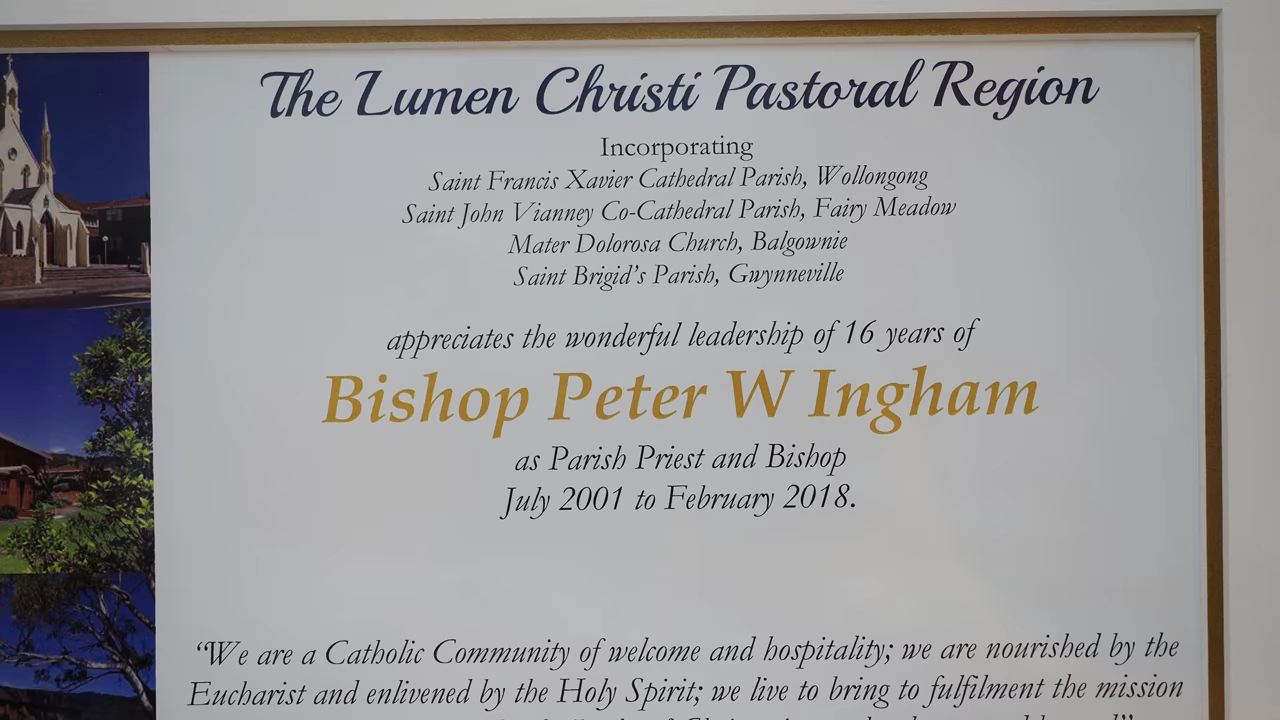 The Lumen Christi Pastoral Region
Incorporating
Saint Francis Xavier Cathedral Parish, Wollongong
Saint John Vianney Co-Cathedral Parish, Fairy Meadow
Mater Dolorosa Church, Balgownie
Saint Brigid's Parish, Gwynneville
appreciates the wonderful leadership of 16 years of
Bishop Peter W Ingham
as Parish Priest and Bishop
July 2001 to February 2018.
"We are a Catholic Community of welcome and hospitality; we are nourished by the
Eucharist and enlivened by the Holy Spirit; we live to bring to fulfilment the mission